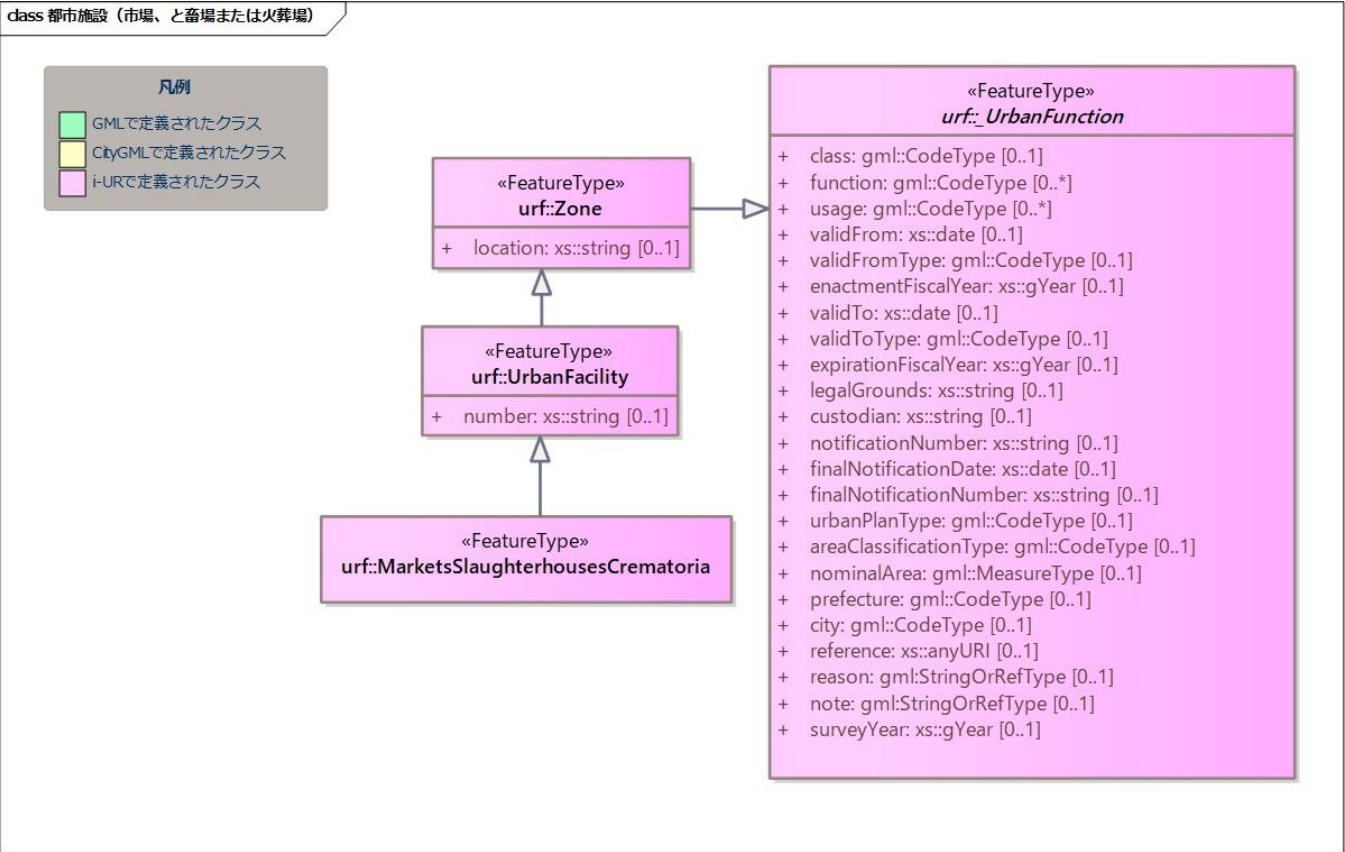 class 都市施設（市場、と畜場または火葬場）
凡例
GMLで定義されたクラス
CityGMLで定義されたクラス
i-URで定義されたクラス
«FeatureType»
urf::Zone
+ location: xs::string [0..1]
«FeatureType»
urf::UrbanFacility
+ number: xs::string [0..1]
«FeatureType»
urf::MarketsSlaughterhousesCrematoria
«FeatureType»
urf::_UrbanFunction
+ class: gml::CodeType [0..1]
+ function: gml::CodeType [0..*]
+ usage: gml::CodeType [0..*]
+ validFrom: xs::date [0..1]
+ validFromType: gml::CodeType [0..1]
+ enactmentFiscalYear: xs::gYear [0..1]
+ validTo: xs::date [0..1]
+ validToType: gml::CodeType [0..1]
+ expirationFiscalYear: xs::gYear [0..1]
+ legalGrounds: xs::string [0..1]
+ custodian: xs::string [0..1]
+ notificationNumber: xs::string [0..1]
+ finalNotificationDate: xs::date [0..1]
+ finalNotificationNumber: xs::string [0..1]
+ urbanPlanType: gml::CodeType [0..1]
+ areaClassificationType: gml::CodeType [0..1]
+ nominalArea: gml::MeasureType [0..1]
+ prefecture: gml::CodeType [0..1]
+ city: gml::CodeType [0..1]
+ reference: xs::anyURI [0..1]
+ reason: gml:StringOrRefType [0..1]
+ note: gml:StringOrRefType [0..1]
+ surveyYear: xs::gYear [0..1]